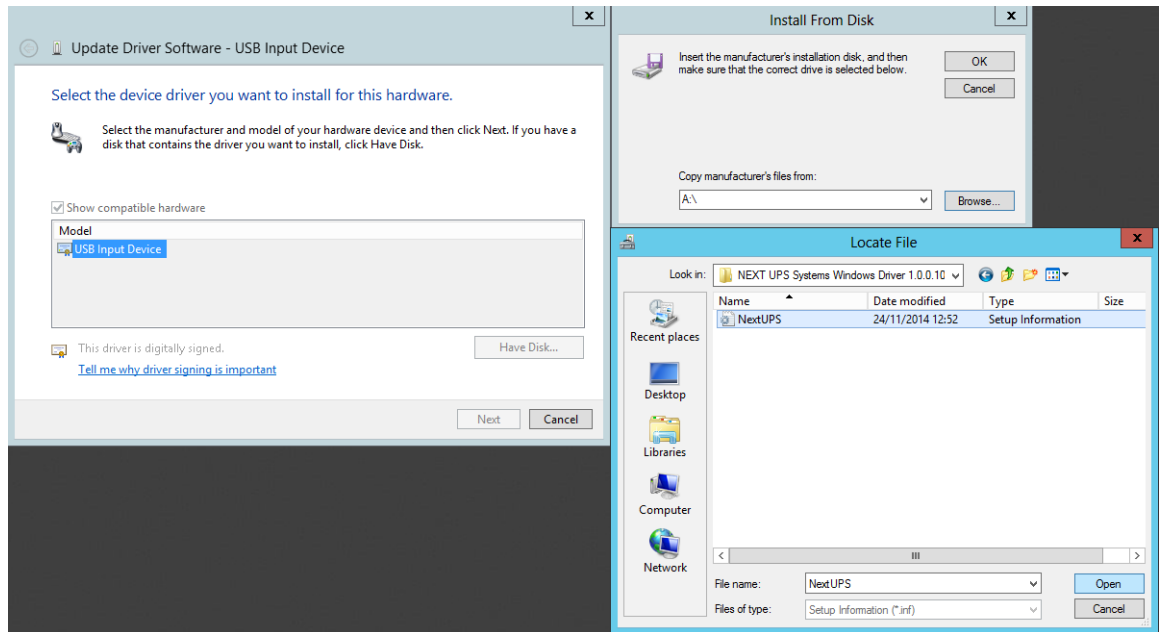 x
Update Driver Software - USB Input Device
Select the device driver you want to install for this hardware.
Select the manufacturer and model of your hardware device and then click Next. If you have a
disk that contains the driver you want to install, click Have Disk.
Show compatible hardware
Model
USB Input Device
This driver is digitally signed.
Have Disk...
Tell me why driver signing is important
Next
Cancel
Install From Disk
x
Insert the manufacturer's installation disk, and then
make sure that the correct drive is selected below.
OK
Cancel
Copy manufacturer's files from:
A:\
Browse...
Locate File
x
Look in:
NEXT UPS Systems Windows Driver 1.0.0.10
Name
Date modified
Type
Size
NextUPS
24/11/2014 12:52
Setup Information
Recent places
Desktop
Libraries
Computer
Network
File name:
NextUPS
Open
Files of type:
Setup Information (*.inf)
Cancel